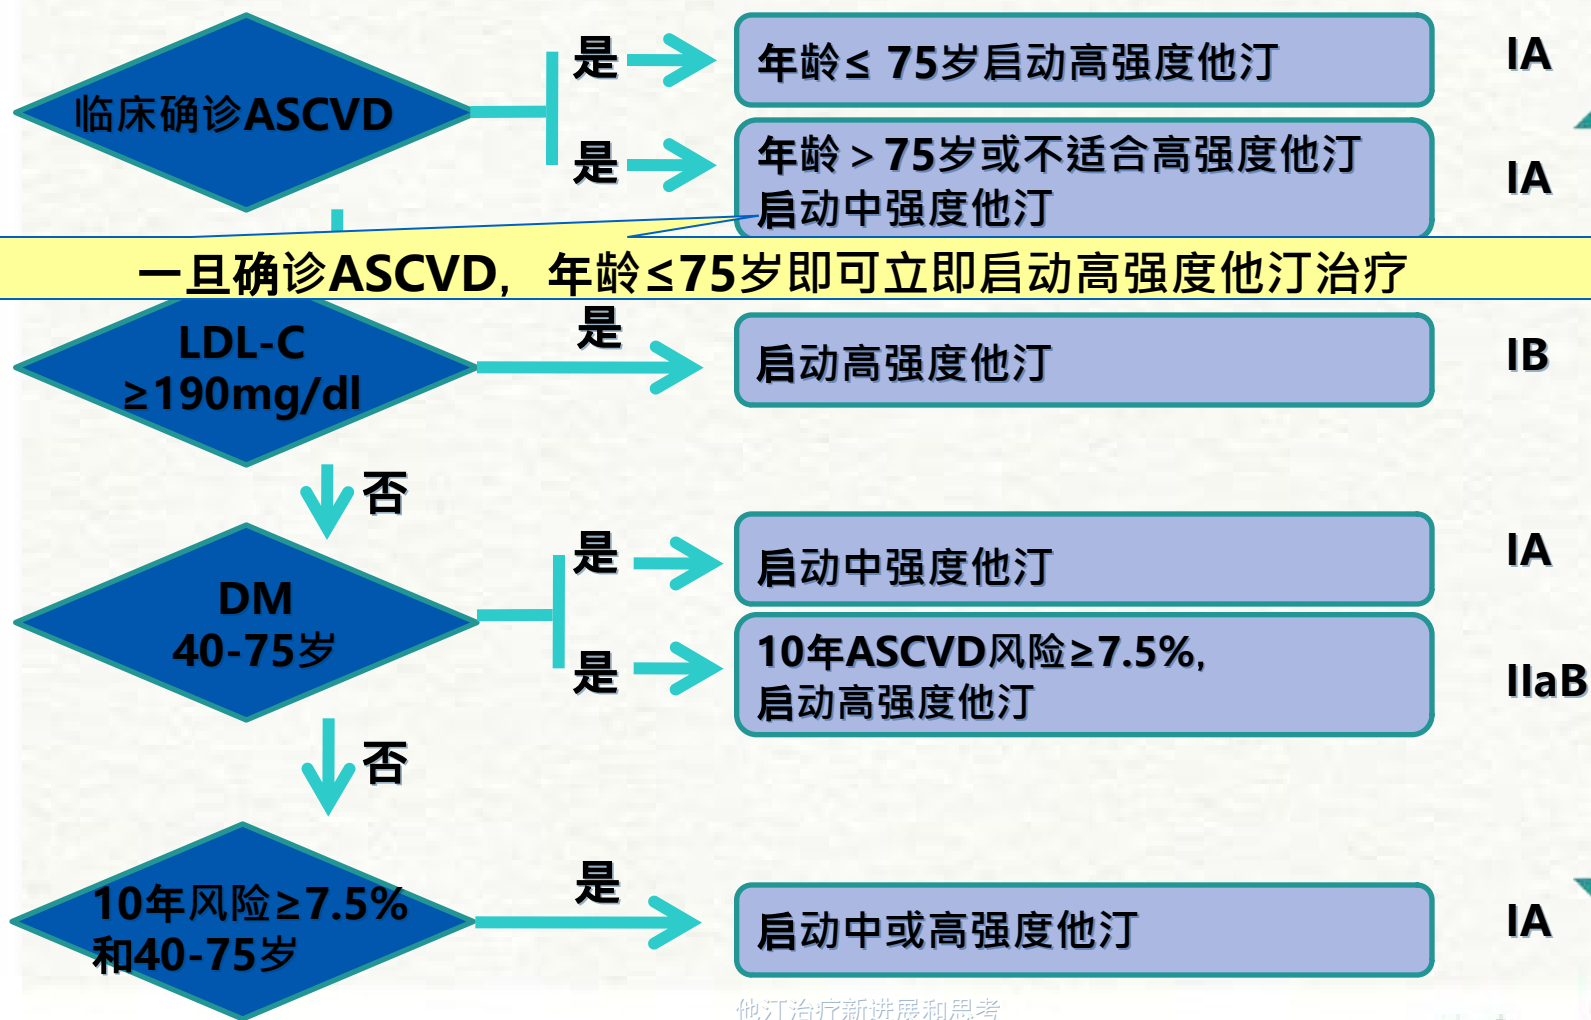 临床确诊ASCVD
是
年龄≤ 75岁启动高强度他汀
IA
是
年龄 > 75岁或不适合高强度他汀
启动中强度他汀
IA
一旦确诊ASCVD, 年龄≤75岁即可立即启动高强度他汀治疗
LDL-C
≥190mg/dl
是
启动高强度他汀
IB
否
DM
40-75岁
是
启动中强度他汀
IA
是
10年ASCVD风险≥7.5%,
启动高强度他汀
IIaB
否
10年风险≥7.5%
和40-75岁
是
启动中或高强度他汀
IA
他汀治疗新进展和思考